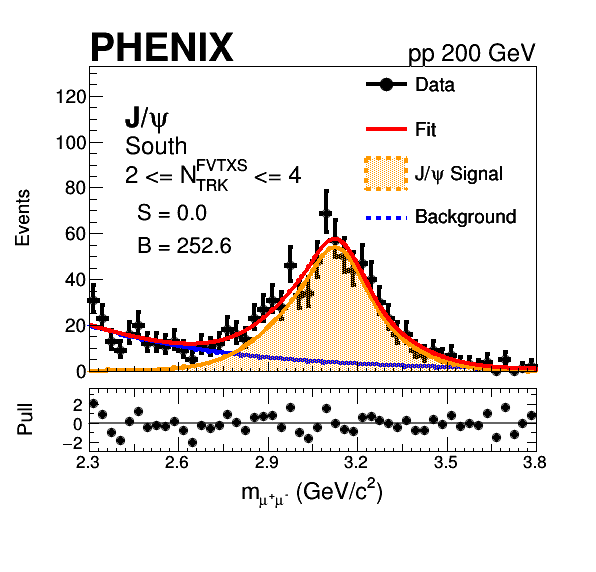 PHENIX
pp 200 GeV
J/ψ
South
2 <= N_TRK^FVTXS <= 4
S = 0.0
B = 252.6
Data
Fit
J/ψ Signal
Background
Events
120
100
80
60
40
20
0
Pull
2
0
−2
2.3 2.6 2.9 3.2 3.5 3.8
m_μ⁺μ⁻ (GeV/c²)